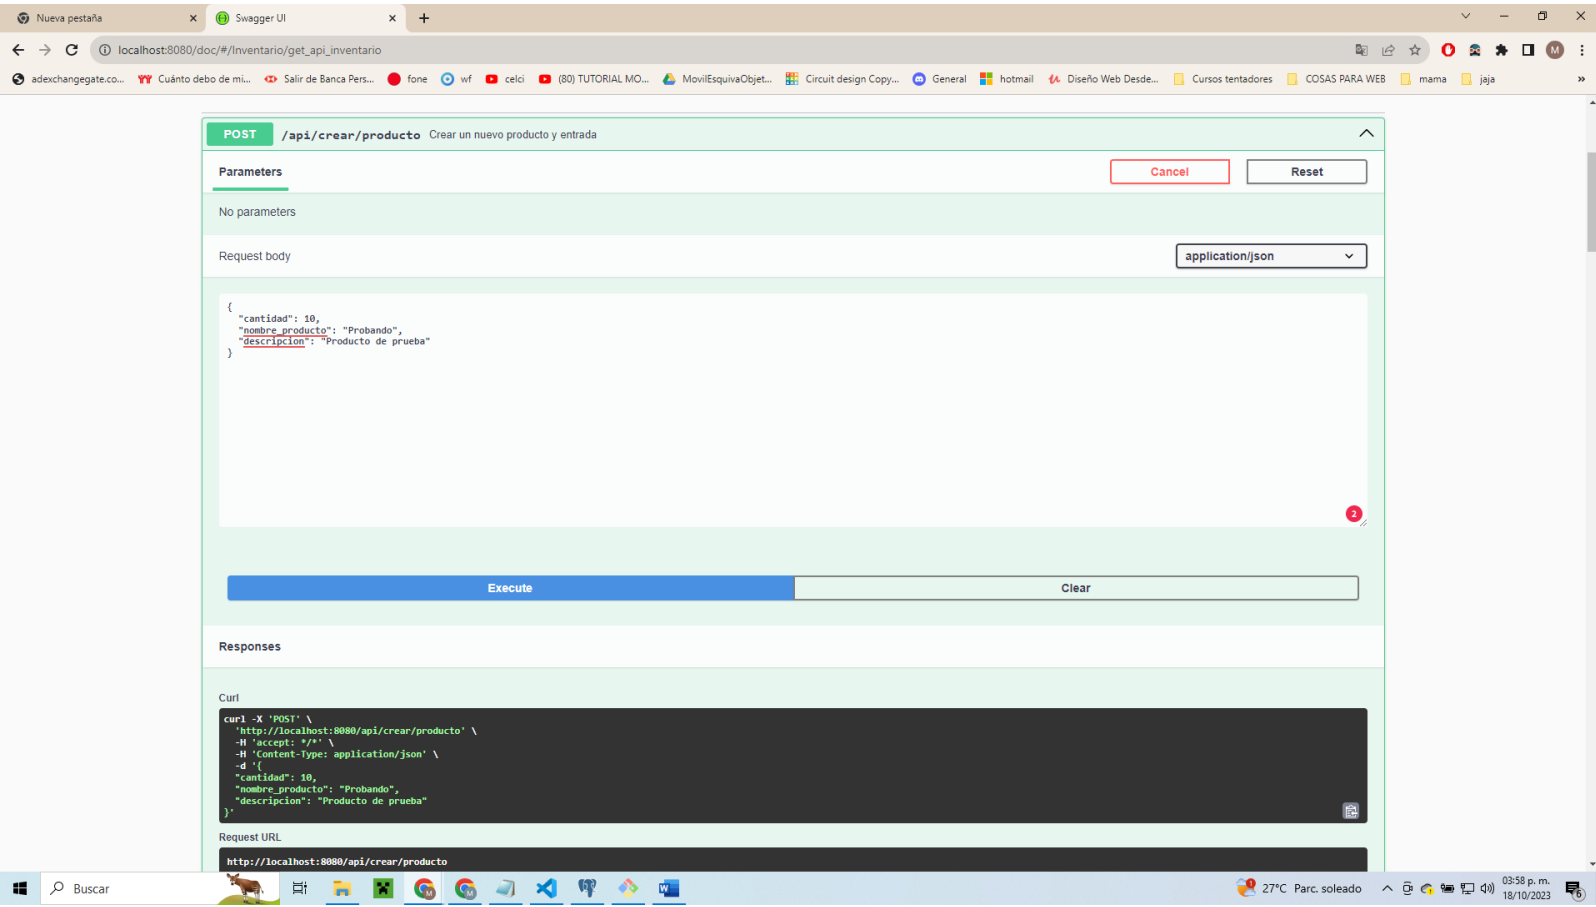 Nueva pestaña
Swagger UI
localhost:8080/doc/#/Inventario/get_api_inventario
M
adexchangegate.co... Cuánto debo de mi... Salir de Banca Pers... fone wf celci (80) TUTORIAL MO... MovilEsquivaObjet... Circuit design Copy... General hotmail Diseño Web Desde... Cursos tentadores COSAS PARA WEB mama jaja »
POST /api/crear/producto Crear un nuevo producto y entrada
Parameters
Cancel
Reset
No parameters
Request body
application/json
{
"cantidad": 10,
"nombre_producto": "Probando",
"descripcion": "Producto de prueba"
}
2
Execute
Clear
Responses
Curl
curl -X 'POST' \
'http://localhost:8080/api/crear/producto' \
-H 'accept: */*' \
-H 'Content-Type: application/json' \
-d '{
"cantidad": 10,
"nombre_producto": "Probando",
"descripcion": "Producto de prueba"
}'
Request URL
http://localhost:8080/api/crear/producto
Buscar
27°C Parc. soleado
03:58 p. m.
18/10/2023
6